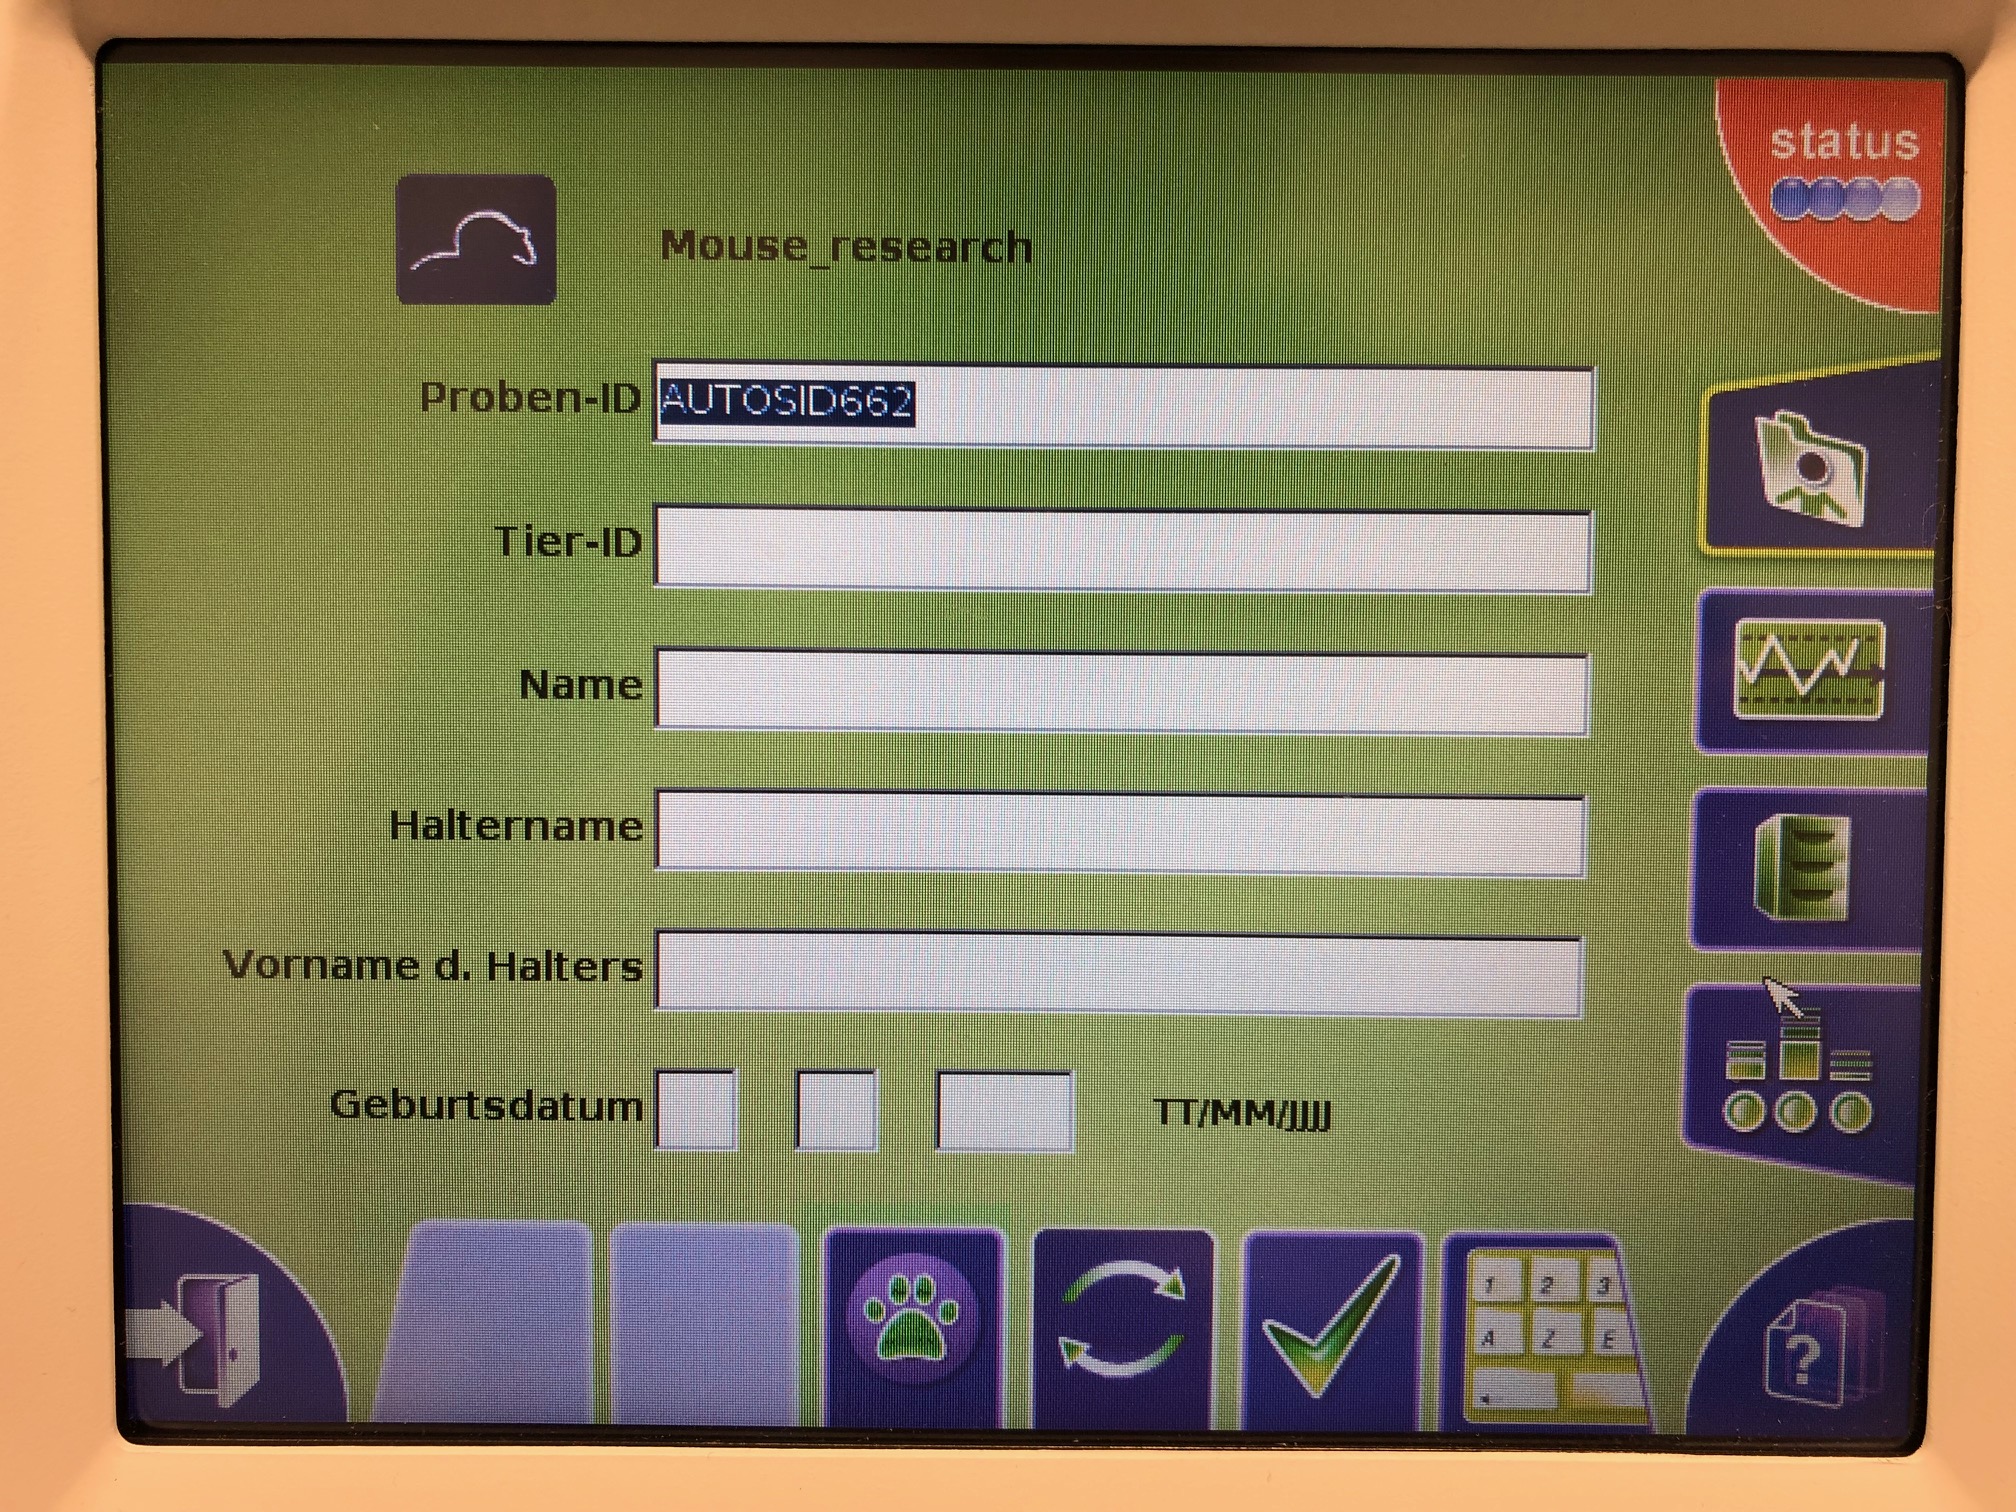 status
Mouse_research
Proben-ID AUTOSID662
Tier-ID
Name
Haltername
Vorname d. Halters
Geburtsdatum TT/MM/JJJJ
1 2 3
A Z E
?